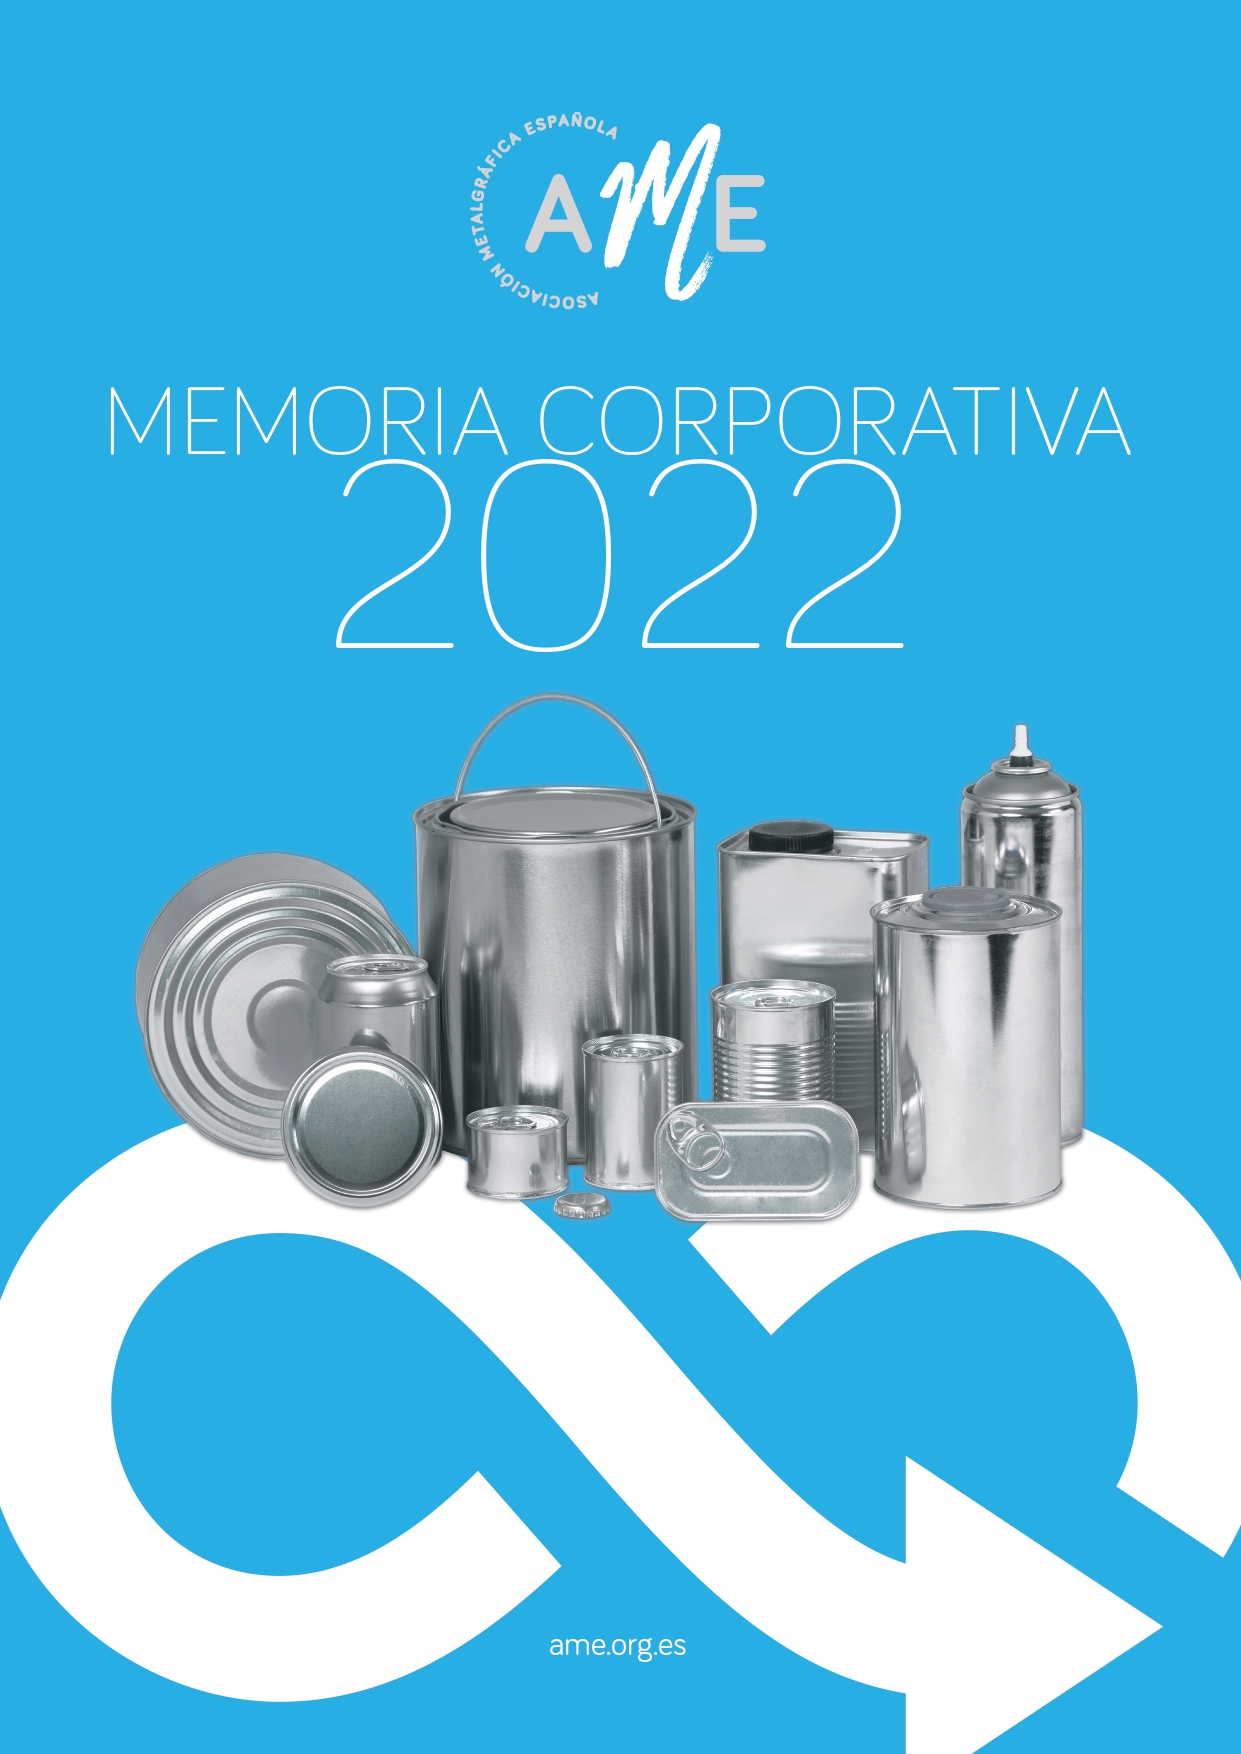 ASOCIACIÓN METALGRÁFICA ESPAÑOLA
AME
MEMORIA CORPORATIVA
2022
ame.org.es